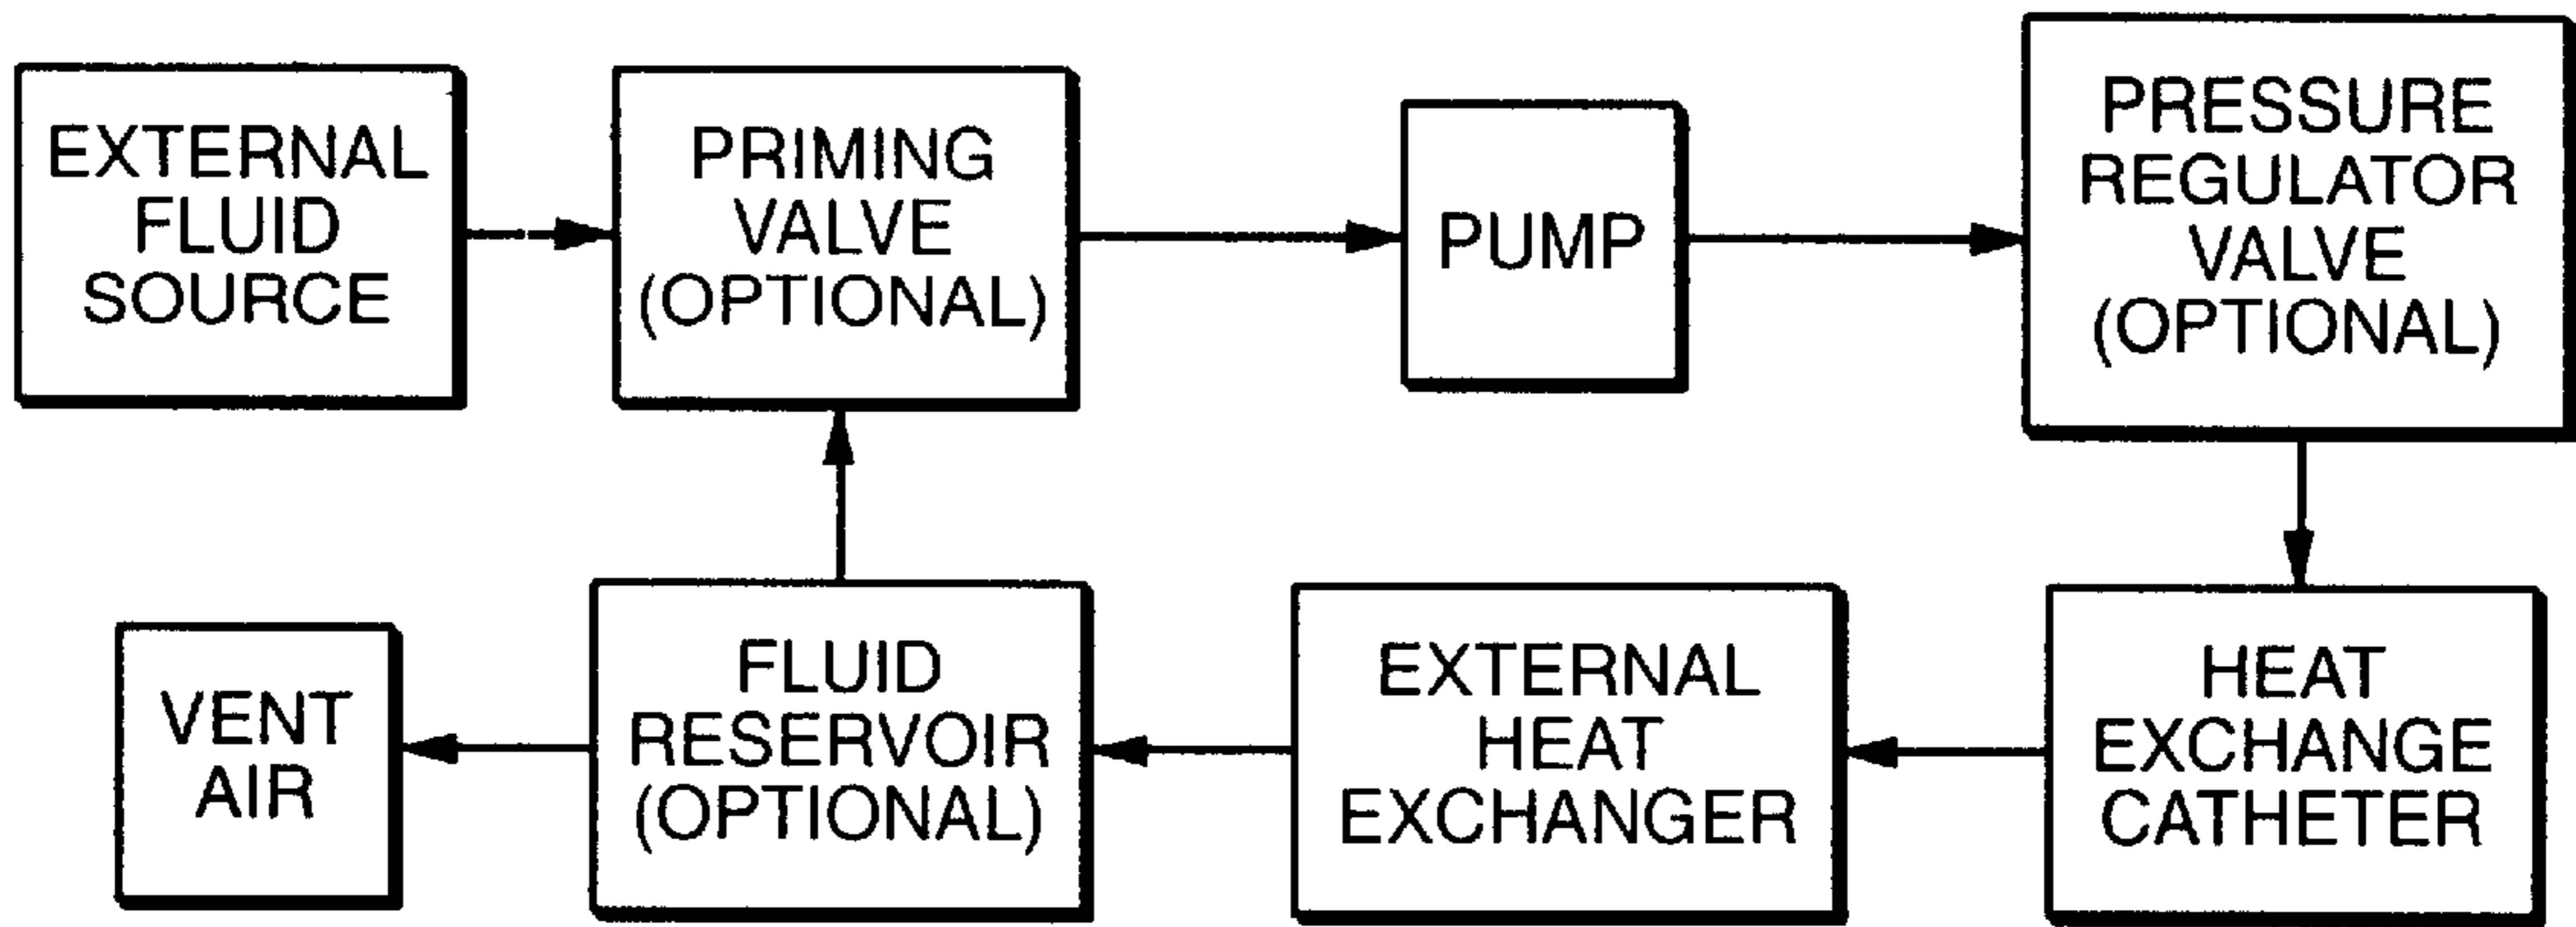 EXTERNAL
FLUID
SOURCE
PRIMING
VALVE
(OPTIONAL)
PUMP
PRESSURE
REGULATOR
VALVE
(OPTIONAL)
VENT
AIR
FLUID
RESERVOIR
(OPTIONAL)
EXTERNAL
HEAT
EXCHANGER
HEAT
EXCHANGE
CATHETER